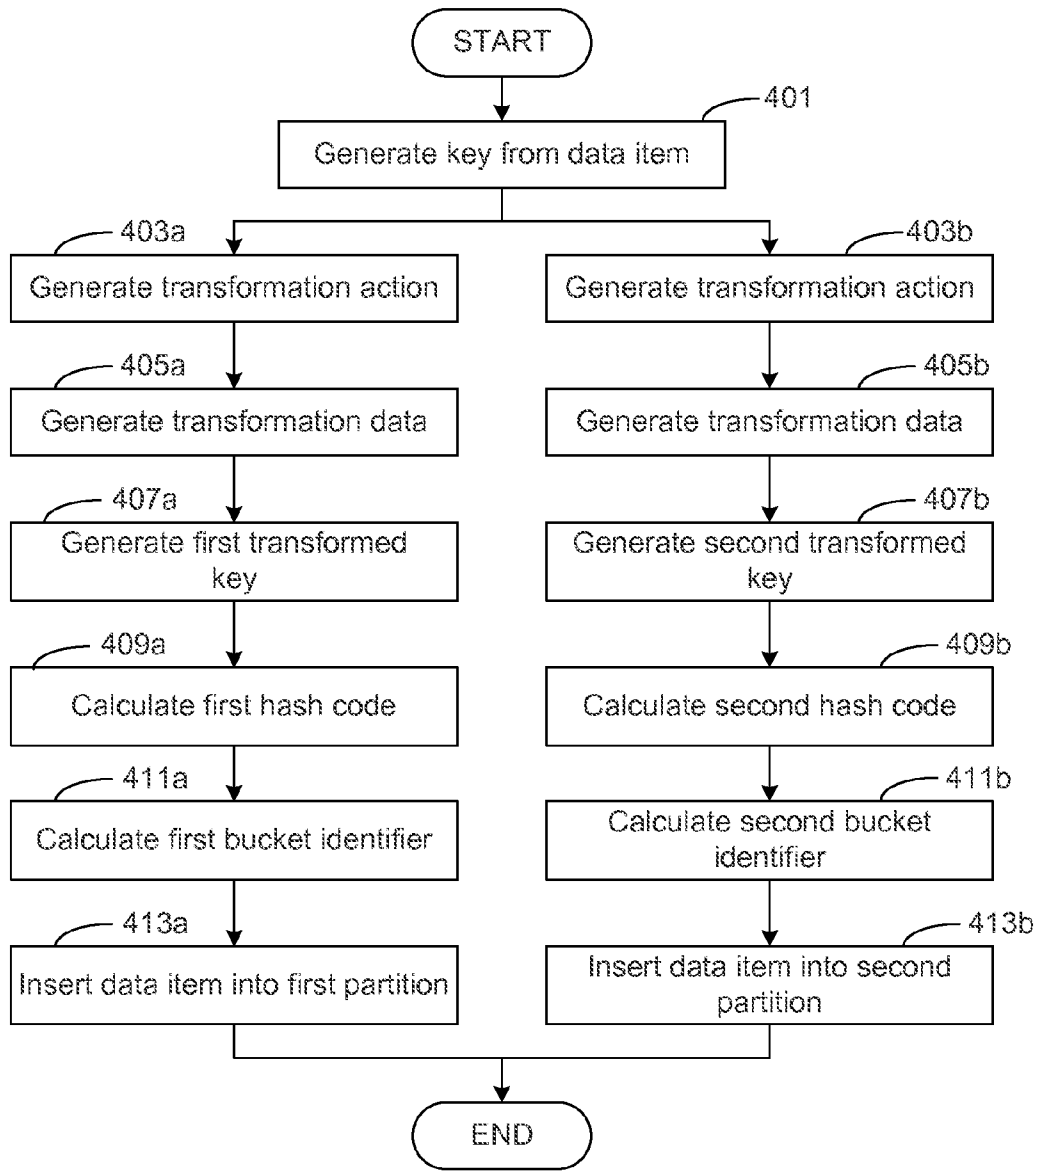 START
401
Generate key from data item
403a
403b
Generate transformation action
Generate transformation action
405a
405b
Generate transformation data
Generate transformation data
407a
407b
Generate first transformed
key
Generate second transformed
key
409a
409b
Calculate first hash code
Calculate second hash code
411a
411b
Calculate first bucket identifier
Calculate second bucket
identifier
413a
413b
Insert data item into first partition
Insert data item into second
partition
END